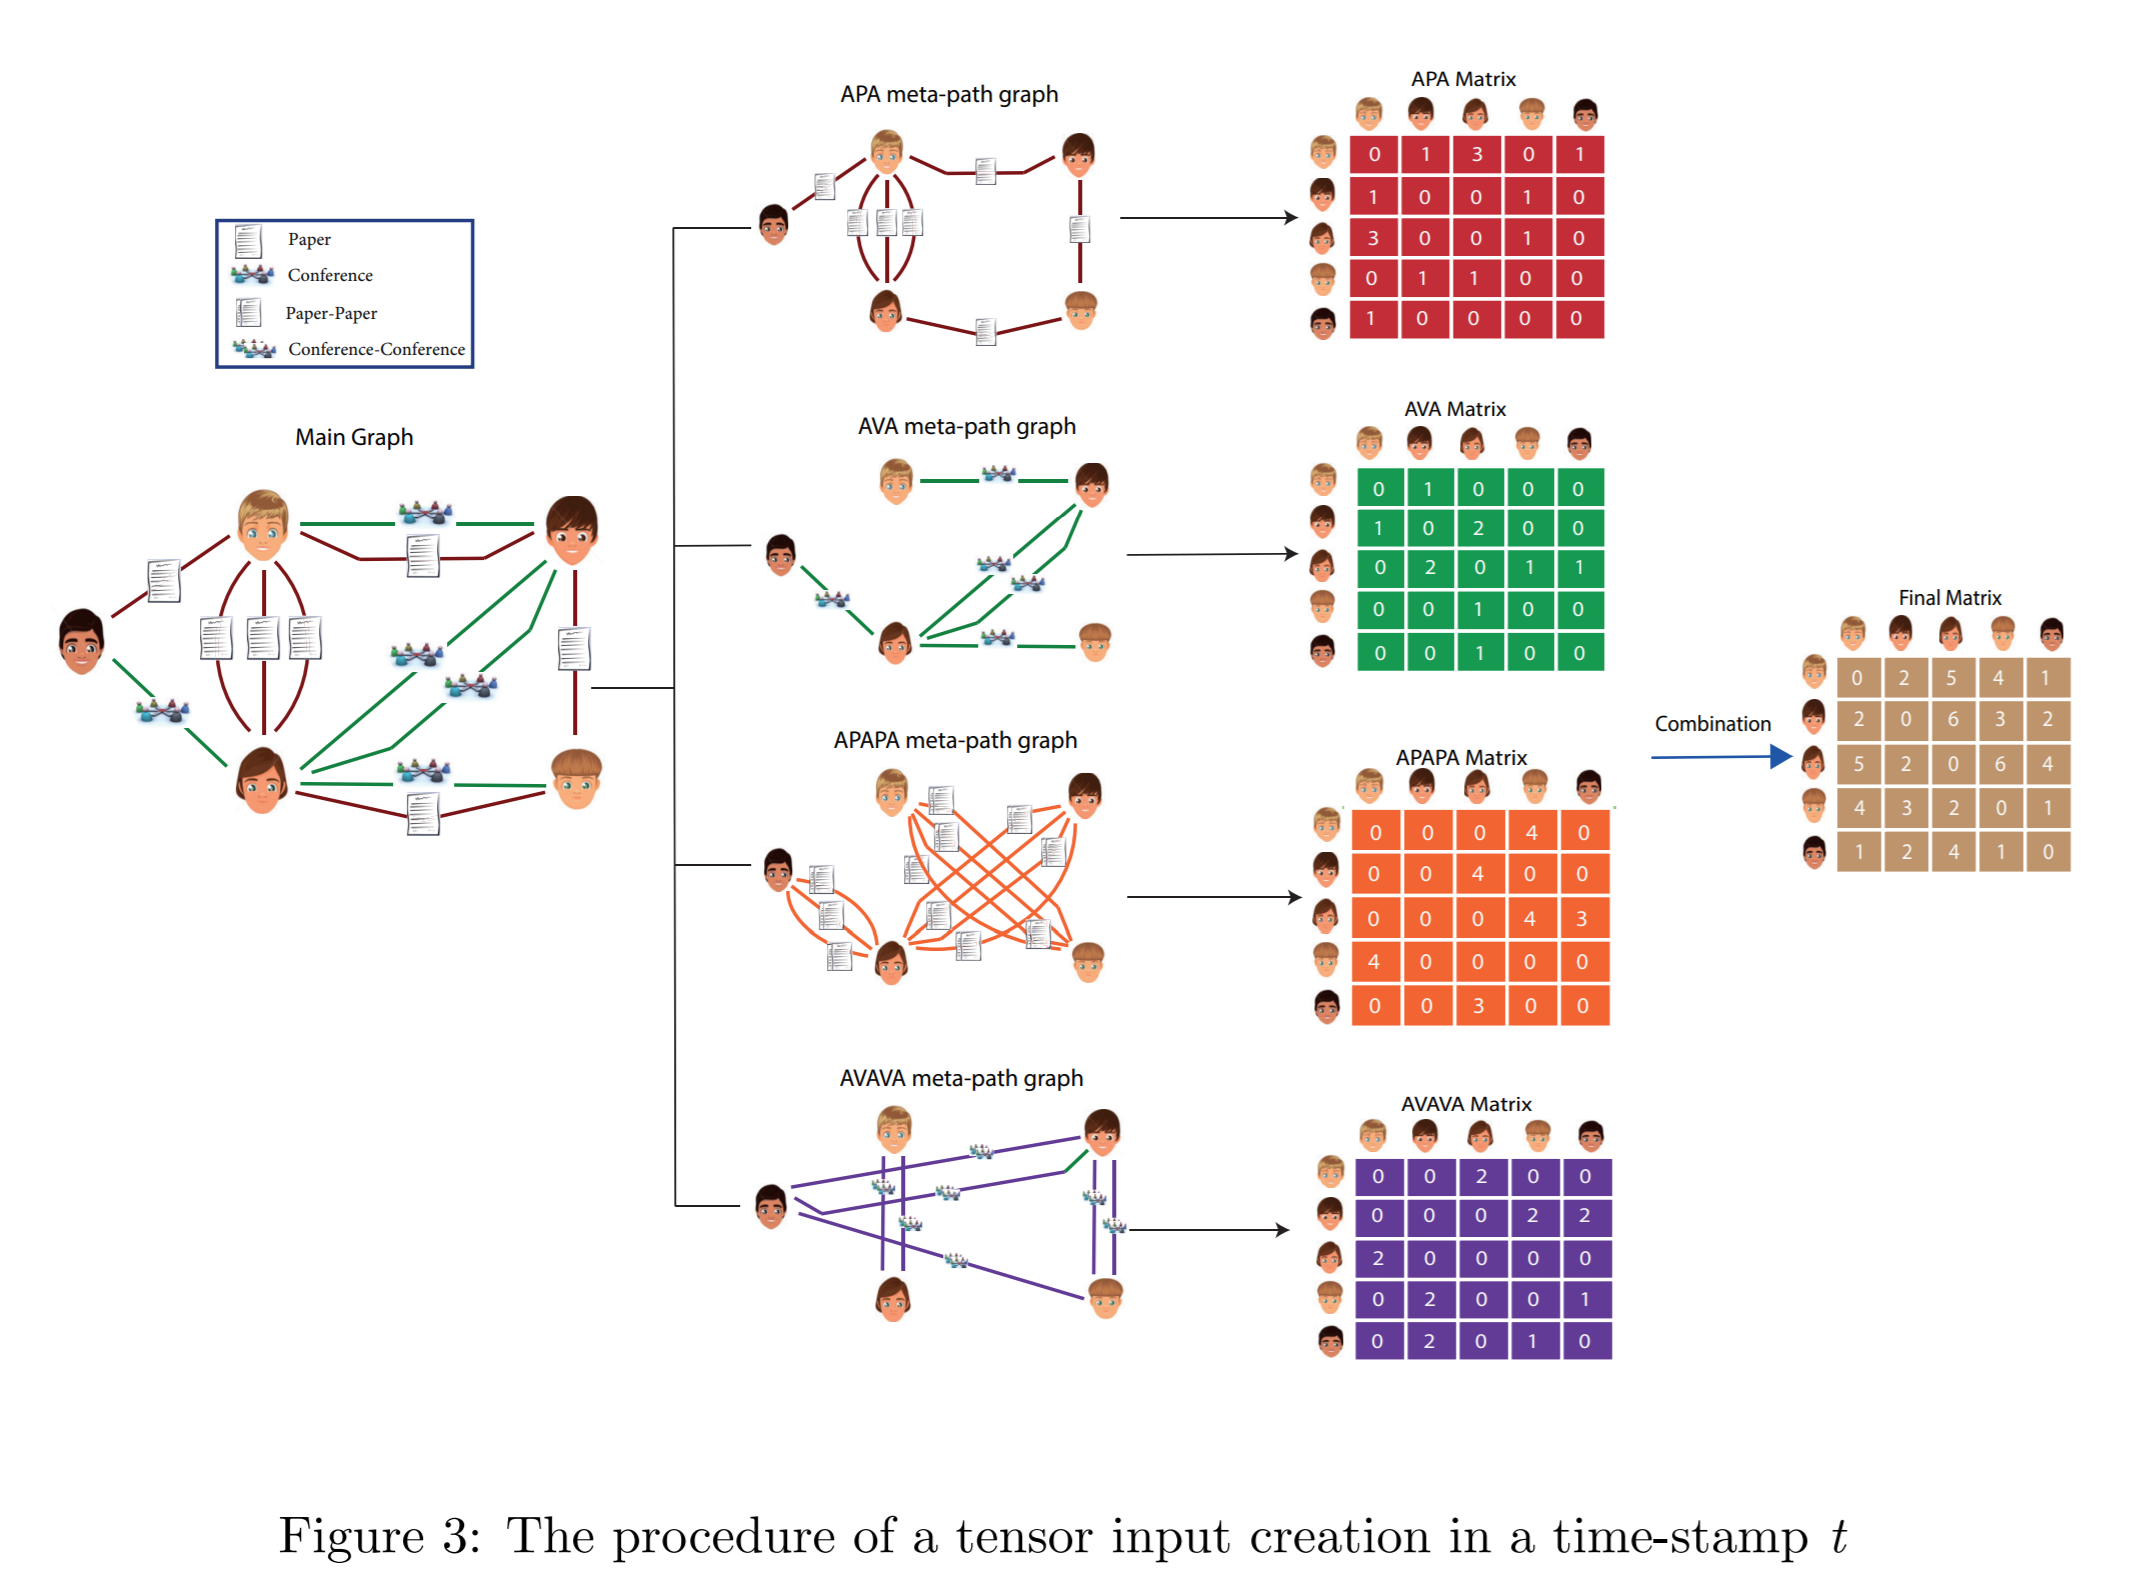 Paper
Conference
Paper-Paper
Conference-Conference
Main Graph
APA meta-path graph
AVA meta-path graph
APAPA meta-path graph
AVAVA meta-path graph
APA Matrix
0 1 3 0 1
1 0 0 1 0
3 0 0 1 0
0 1 1 0 0
1 0 0 0 0
AVA Matrix
0 1 0 0 0
1 0 2 0 0
0 2 0 1 1
0 0 1 0 0
0 0 1 0 0
APAPA Matrix
0 0 0 4 0
0 0 4 0 0
0 0 0 4 3
4 0 0 0 0
0 0 3 0 0
AVAVA Matrix
0 0 2 0 0
0 0 0 2 2
2 0 0 0 0
0 2 0 0 1
0 2 0 1 0
Combination
Final Matrix
0 2 5 4 1
2 0 6 3 2
5 2 0 6 4
4 3 2 0 1
1 2 4 1 0
Figure 3: The procedure of a tensor input creation in a time-stamp t